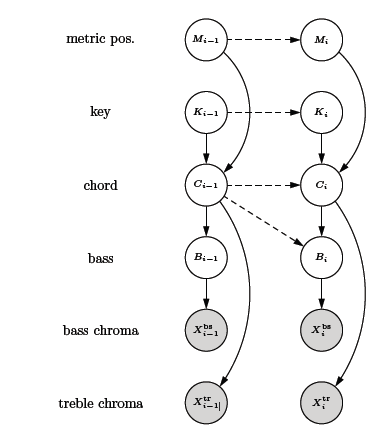 metric pos. M_{i−1} M_i
key K_{i−1} K_i
chord C_{i−1} C_i
bass B_{i−1} B_i
bass chroma X^{bs}_{i−1} X^{bs}_i
treble chroma X^{tr}_{i−1|} X^{tr}_i